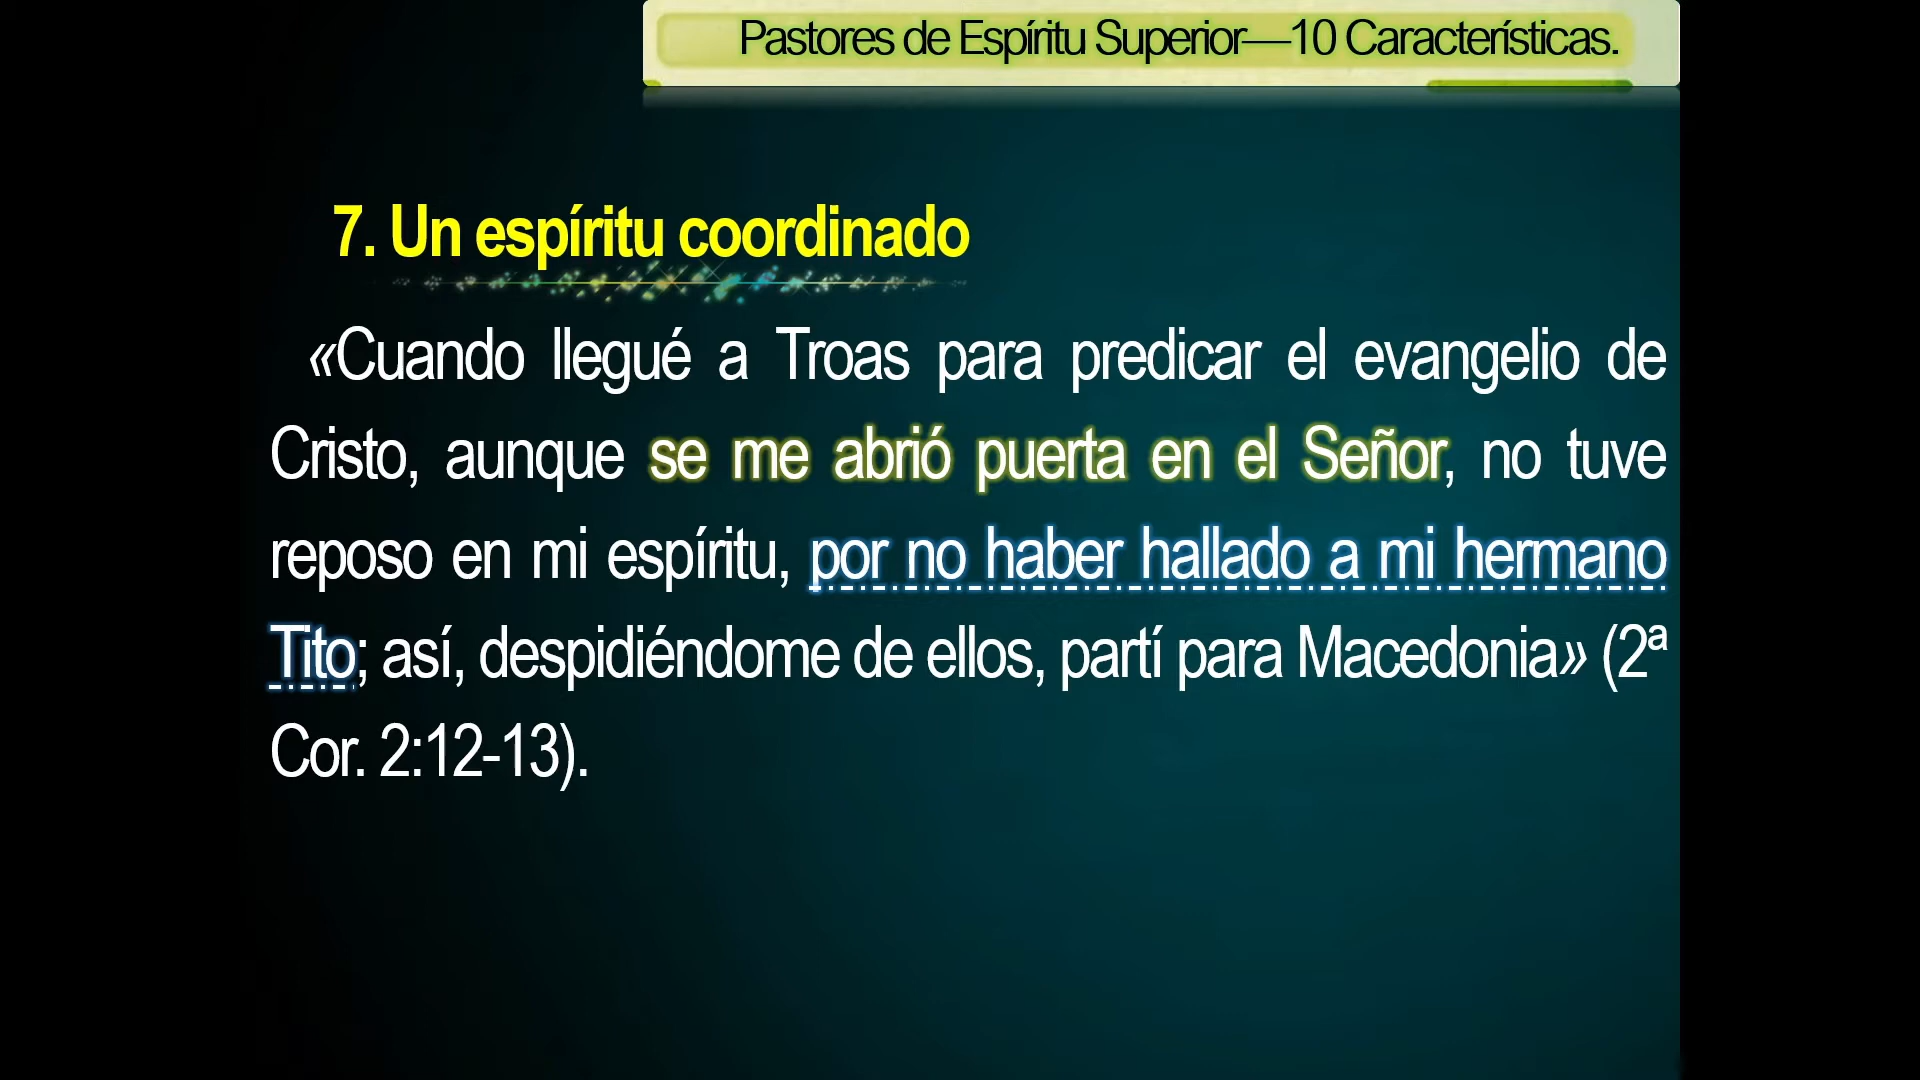 Pastores de Espíritu Superior—10 Características.
7. Un espíritu coordinado
«Cuando llegué a Troas para predicar el evangelio de
Cristo, aunque se me abrió puerta en el Señor, no tuve
reposo en mi espíritu, por no haber hallado a mi hermano
Tito; así, despidiéndome de ellos, partí para Macedonia» (2ª
Cor. 2:12-13).